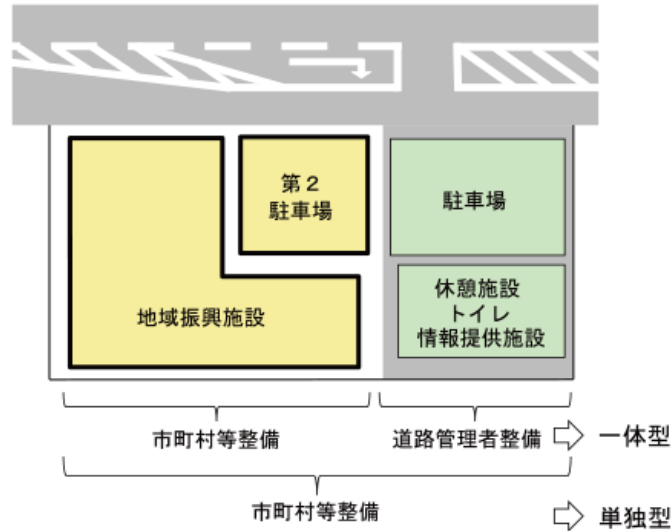 第２
駐車場
駐車場
地域振興施設
休憩施設
トイレ
情報提供施設
市町村等整備
道路管理者整備
一体型
市町村等整備
単独型